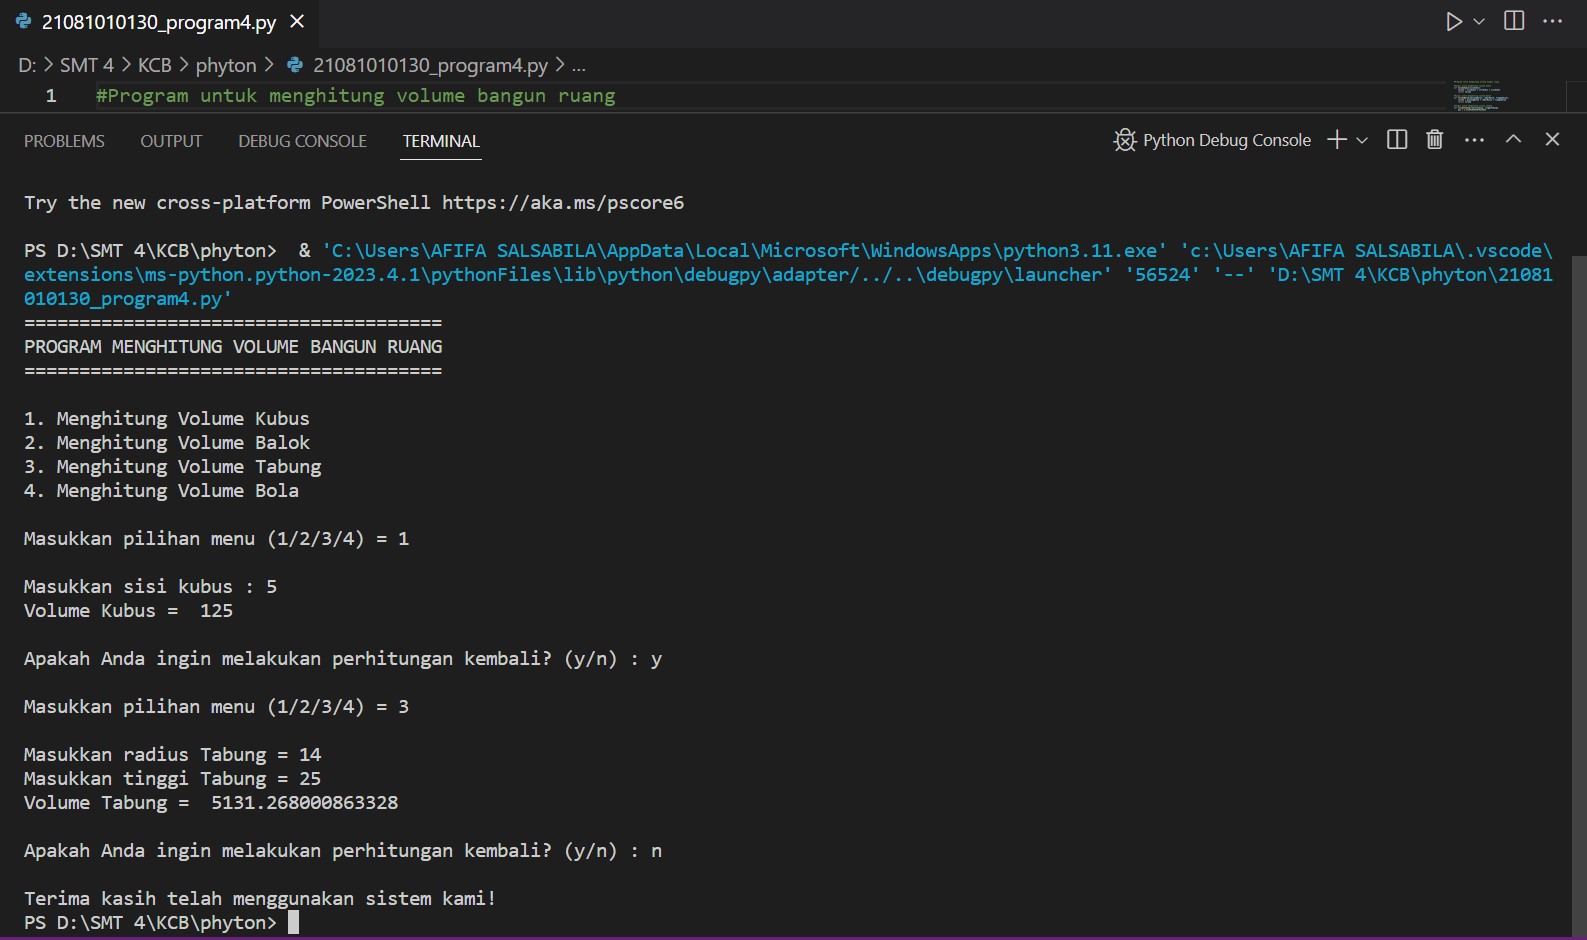 21081010130_program4.py
D: > SMT 4 > KCB > phyton > 21081010130_program4.py > ...
1 #Program untuk menghitung volume bangun ruang
PROBLEMS OUTPUT DEBUG CONSOLE TERMINAL Python Debug Console
Try the new cross-platform PowerShell https://aka.ms/pscore6
PS D:\SMT 4\KCB\phyton>  & 'C:\Users\AFIFA SALSABILA\AppData\Local\Microsoft\WindowsApps\python3.11.exe' 'c:\Users\AFIFA SALSABILA\.vscode\
extensions\ms-python.python-2023.4.1\pythonFiles\lib\python\debugpy\adapter/../..\debugpy\launcher' '56524' '--' 'D:\SMT 4\KCB\phyton\21081
010130_program4.py'
======================================
PROGRAM MENGHITUNG VOLUME BANGUN RUANG
======================================
1. Menghitung Volume Kubus
2. Menghitung Volume Balok
3. Menghitung Volume Tabung
4. Menghitung Volume Bola
Masukkan pilihan menu (1/2/3/4) = 1
Masukkan sisi kubus : 5
Volume Kubus =  125
Apakah Anda ingin melakukan perhitungan kembali? (y/n) : y
Masukkan pilihan menu (1/2/3/4) = 3
Masukkan radius Tabung = 14
Masukkan tinggi Tabung = 25
Volume Tabung =  5131.268000863328
Apakah Anda ingin melakukan perhitungan kembali? (y/n) : n
Terima kasih telah menggunakan sistem kami!
PS D:\SMT 4\KCB\phyton>